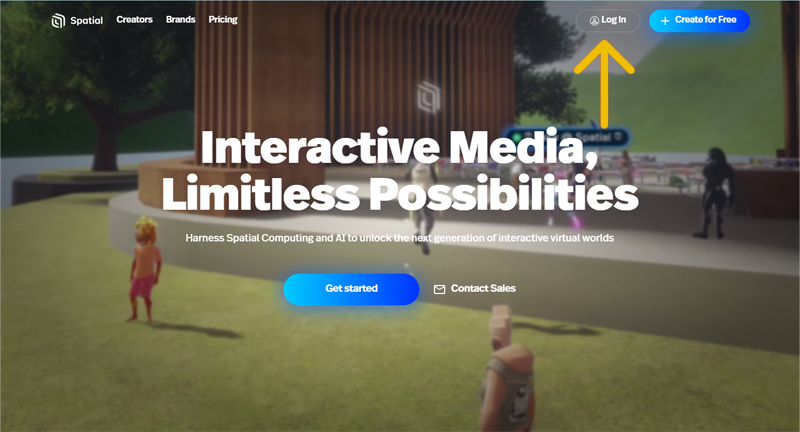 Spatial
Creators
Brands
Pricing
Log In
Create for Free
Spatial
Interactive Media,
Limitless Possibilities
Harness Spatial Computing and AI to unlock the next generation of interactive virtual worlds
Get started
Contact Sales